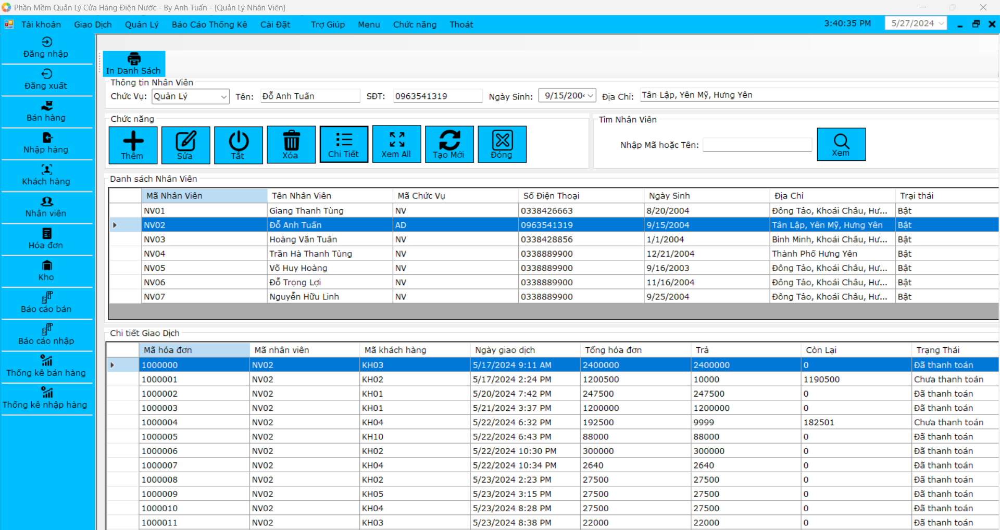 Phần Mềm Quản Lý Cửa Hàng Điện Nước - By Anh Tuấn - [Quản Lý Nhân Viên]
Tài khoản Giao Dịch Quản Lý Báo Cáo Thống Kê Cài Đặt Trợ Giúp Menu Chức năng Thoát 3:40:35 PM 5/27/2024
Đăng nhập
Đăng xuất
Bán hàng
Nhập hàng
Khách hàng
Nhân viên
Hóa đơn
Kho
Báo cáo bán
Báo cáo nhập
Thống kê bán hàng
Thống kê nhập hàng
In Danh Sách
Thông tin Nhân Viên
Chức Vụ: Quản Lý Tên: Đỗ Anh Tuấn SĐT: 0963541319 Ngày Sinh: 9/15/200 Địa Chỉ: Tân Lập, Yên Mỹ, Hưng Yên
Chức năng
Thêm Sửa Tắt Xóa Chi Tiết Xem All Tạo Mới Đóng
Tìm Nhân Viên
Nhập Mã hoặc Tên: Xem
Danh sách Nhân Viên
Mã Nhân Viên Tên Nhân Viên Mã Chức Vụ Số Điện Thoại Ngày Sinh Địa Chỉ Trại thái
NV01 Giang Thanh Tùng NV 0338426663 8/20/2004 Đông Tảo, Khoái Châu, Hư... Bật
NV02 Đỗ Anh Tuấn AD 0963541319 9/15/2004 Tân Lập, Yên Mỹ, Hưng Yên Bật
NV03 Hoàng Văn Tuân NV 0338428856 1/1/2004 Bình Minh, Khoái Châu, Hư... Bật
NV04 Trần Hà Thanh Tùng NV 0338889900 12/21/2004 Thành Phố Hưng Yên Bật
NV05 Võ Huy Hoàng NV 0338889900 9/16/2003 Đông Tảo, Khoái Châu, Hư... Bật
NV06 Đỗ Trọng Lợi NV 0338889900 11/16/2004 Đông Tảo, Khoái Châu, Hư... Bật
NV07 Nguyễn Hữu Linh NV 0338889900 9/25/2004 Đông Tảo, Khoái Châu, Hư... Bật
Chi tiết Giao Dịch
Mã hóa đơn Mã nhân viên Mã khách hàng Ngày giao dịch Tổng hóa đơn Trả Còn Lại Trạng Thái
1000000 NV02 KH03 5/17/2024 9:11 AM 2400000 2400000 0 Đã thanh toán
1000001 NV02 KH02 5/17/2024 2:24 PM 1200500 10000 1190500 Chưa thanh toán
1000002 NV02 KH01 5/20/2024 7:42 PM 247500 247500 0 Đã thanh toán
1000003 NV02 KH01 5/21/2024 3:37 PM 1200000 1200000 0 Đã thanh toán
1000004 NV02 KH04 5/22/2024 6:32 PM 192500 9999 182501 Chưa thanh toán
1000005 NV02 KH10 5/22/2024 6:43 PM 88000 88000 0 Đã thanh toán
1000006 NV02 KH02 5/22/2024 10:30 PM 300000 300000 0 Đã thanh toán
1000007 NV02 KH04 5/22/2024 10:34 PM 2640 2640 0 Đã thanh toán
1000008 NV02 KH02 5/23/2024 2:23 PM 27500 27500 0 Đã thanh toán
1000009 NV02 KH05 5/23/2024 3:15 PM 27500 27500 0 Đã thanh toán
1000010 NV02 KH04 5/23/2024 8:28 PM 27500 27500 0 Đã thanh toán
1000011 NV02 KH03 5/23/2024 8:38 PM 22000 22000 0 Đã thanh toán